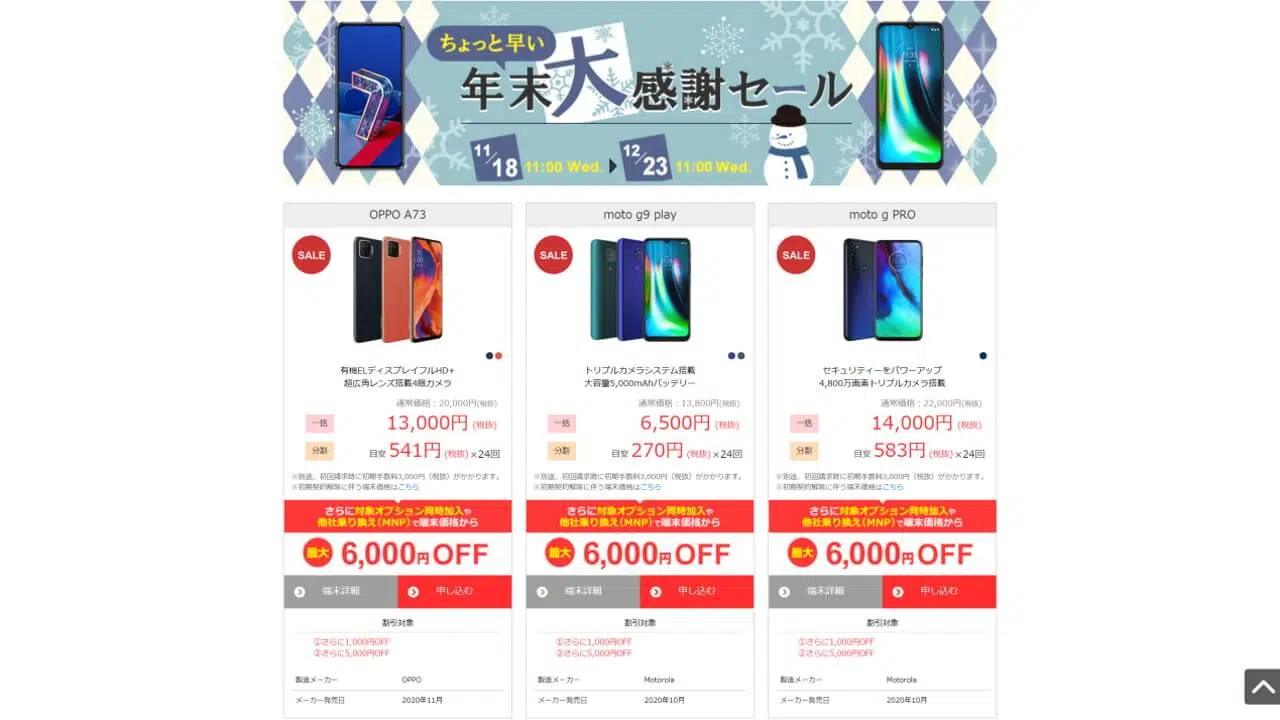 ちょっと早い
年末大感謝セール
11/18 11:00 Wed. 12/23 11:00 Wed.
OPPO A73
SALE
有機ELディスプレイフルHD+
超広角レンズ搭載4眼カメラ
通常価格：20,000円(税抜)
一括 13,000円 (税抜)
分割 目安 541円 (税抜) ×24回
※別途、初回請求時に初期手数料3,000円（税抜）がかかります。
※初期契約解除に伴う端末価格はこちら
さらに対象オプション同時加入や
他社乗り換え(MNP)で端末価格から
最大 6,000円 OFF
端末詳細 申し込む
割引対象
①さらに1,000円OFF
②さらに5,000円OFF
製造メーカー OPPO
メーカー発売日 2020年11月
moto g9 play
SALE
トリプルカメラシステム搭載
大容量5,000mAhバッテリー
通常価格：13,800円(税抜)
一括 6,500円 (税抜)
分割 目安 270円 (税抜) ×24回
※別途、初回請求時に初期手数料3,000円（税抜）がかかります。
※初期契約解除に伴う端末価格はこちら
さらに対象オプション同時加入や
他社乗り換え(MNP)で端末価格から
最大 6,000円 OFF
端末詳細 申し込む
割引対象
①さらに1,000円OFF
②さらに5,000円OFF
製造メーカー Motorola
メーカー発売日 2020年10月
moto g PRO
SALE
セキュリティーをパワーアップ
4,800万画素トリプルカメラ搭載
通常価格：22,000円(税抜)
一括 14,000円 (税抜)
分割 目安 583円 (税抜) ×24回
※別途、初回請求時に初期手数料3,000円（税抜）がかかります。
※初期契約解除に伴う端末価格はこちら
さらに対象オプション同時加入や
他社乗り換え(MNP)で端末価格から
最大 6,000円 OFF
端末詳細 申し込む
割引対象
①さらに1,000円OFF
②さらに5,000円OFF
製造メーカー Motorola
メーカー発売日 2020年10月